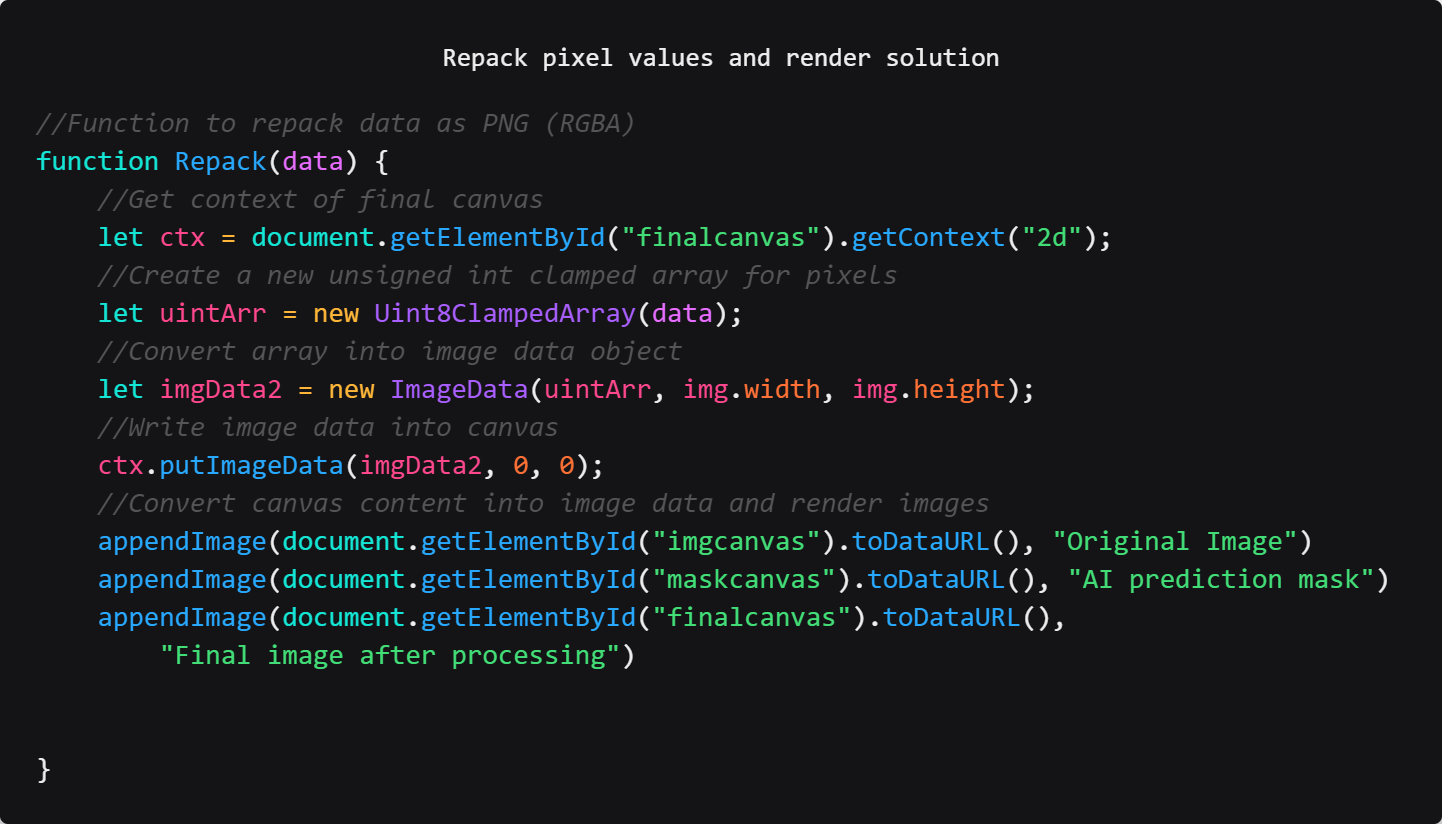 Repack pixel values and render solution
//Function to repack data as PNG (RGBA)
function Repack(data) {
    //Get context of final canvas
    let ctx = document.getElementById("finalcanvas").getContext("2d");
    //Create a new unsigned int clamped array for pixels
    let uintArr = new Uint8ClampedArray(data);
    //Convert array into image data object
    let imgData2 = new ImageData(uintArr, img.width, img.height);
    //Write image data into canvas
    ctx.putImageData(imgData2, 0, 0);
    //Convert canvas content into image data and render images
    appendImage(document.getElementById("imgcanvas").toDataURL(), "Original Image")
    appendImage(document.getElementById("maskcanvas").toDataURL(), "AI prediction mask")
    appendImage(document.getElementById("finalcanvas").toDataURL(),
        "Final image after processing")
}